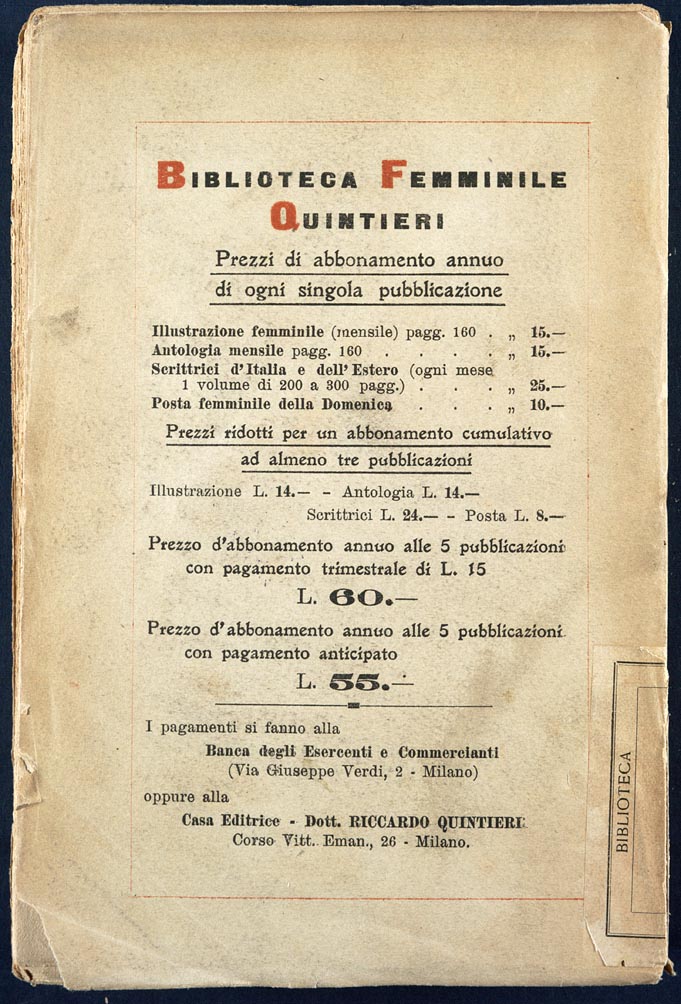 BIBLIOTECA FEMMINILE
QUINTIERI
Prezzi di abbonamento annuo
di ogni singola pubblicazione
Illustrazione femminile (mensile) pagg. 160 . „ 15.—
Antologia mensile pagg. 160 . . . . „ 15.—
Scrittrici d'Italia e dell'Estero (ogni mese
1 volume di 200 a 300 pagg.) . . . „ 25.—
Posta femminile della Domenica . . . „ 10.—
Prezzi ridotti per un abbonamento cumulativo
ad almeno tre pubblicazioni
Illustrazione L. 14.— - Antologia L. 14.—
Scrittrici L. 24.— - Posta L. 8.—
Prezzo d'abbonamento annuo alle 5 pubblicazioni
con pagamento trimestrale di L. 15
L. 60.—
Prezzo d'abbonamento annuo alle 5 pubblicazioni
con pagamento anticipato
L. 55.—
I pagamenti si fanno alla
Banca degli Esercenti e Commercianti
(Via Giuseppe Verdi, 2 - Milano)
oppure alla
Casa Editrice - Dott. RICCARDO QUINTIERI
Corso Vitt. Eman., 26 - Milano.
BIBLIOTECA